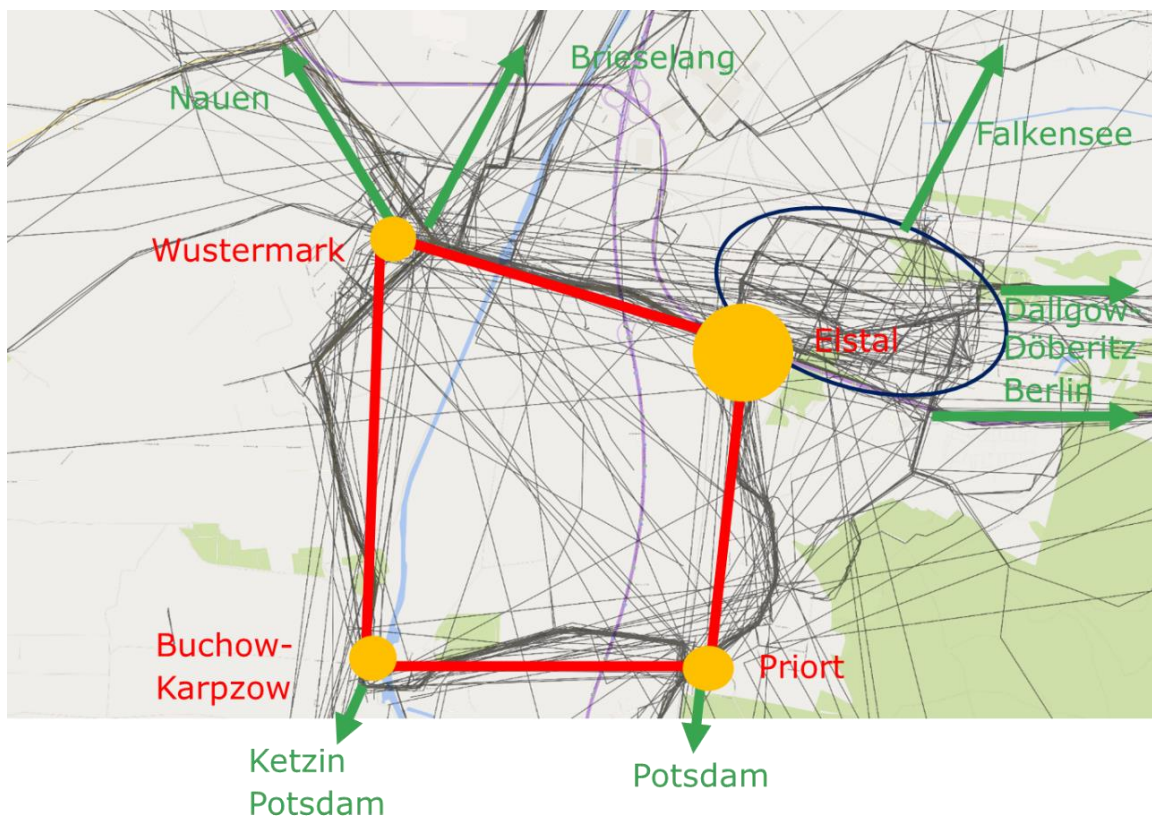 Brieselang
Nauen
Falkensee
Wustermark
Dallgow-
Döberitz
Elstal
Berlin
Buchow-
Karpzow
Priort
Ketzin
Potsdam
Potsdam